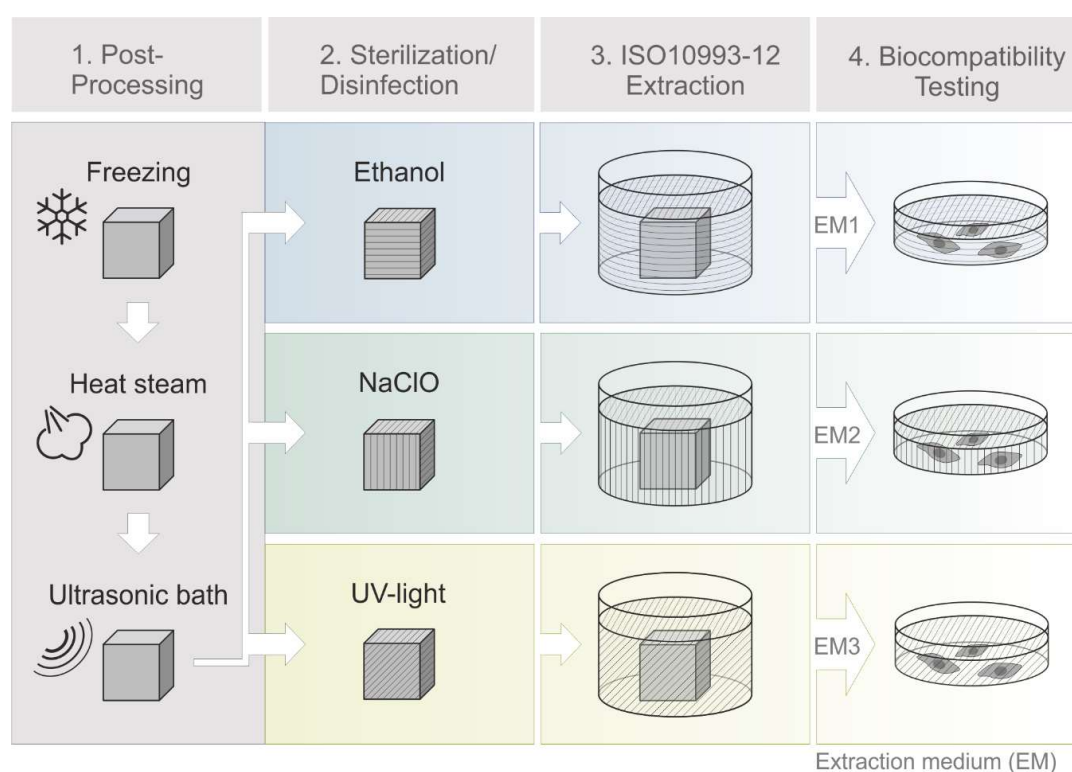 1. Post-
Processing
2. Sterilization/
Disinfection
3. ISO10993-12
Extraction
4. Biocompatibility
Testing
Freezing
Ethanol
EM1
Heat steam
NaClO
EM2
Ultrasonic bath
UV-light
EM3
Extraction medium (EM)